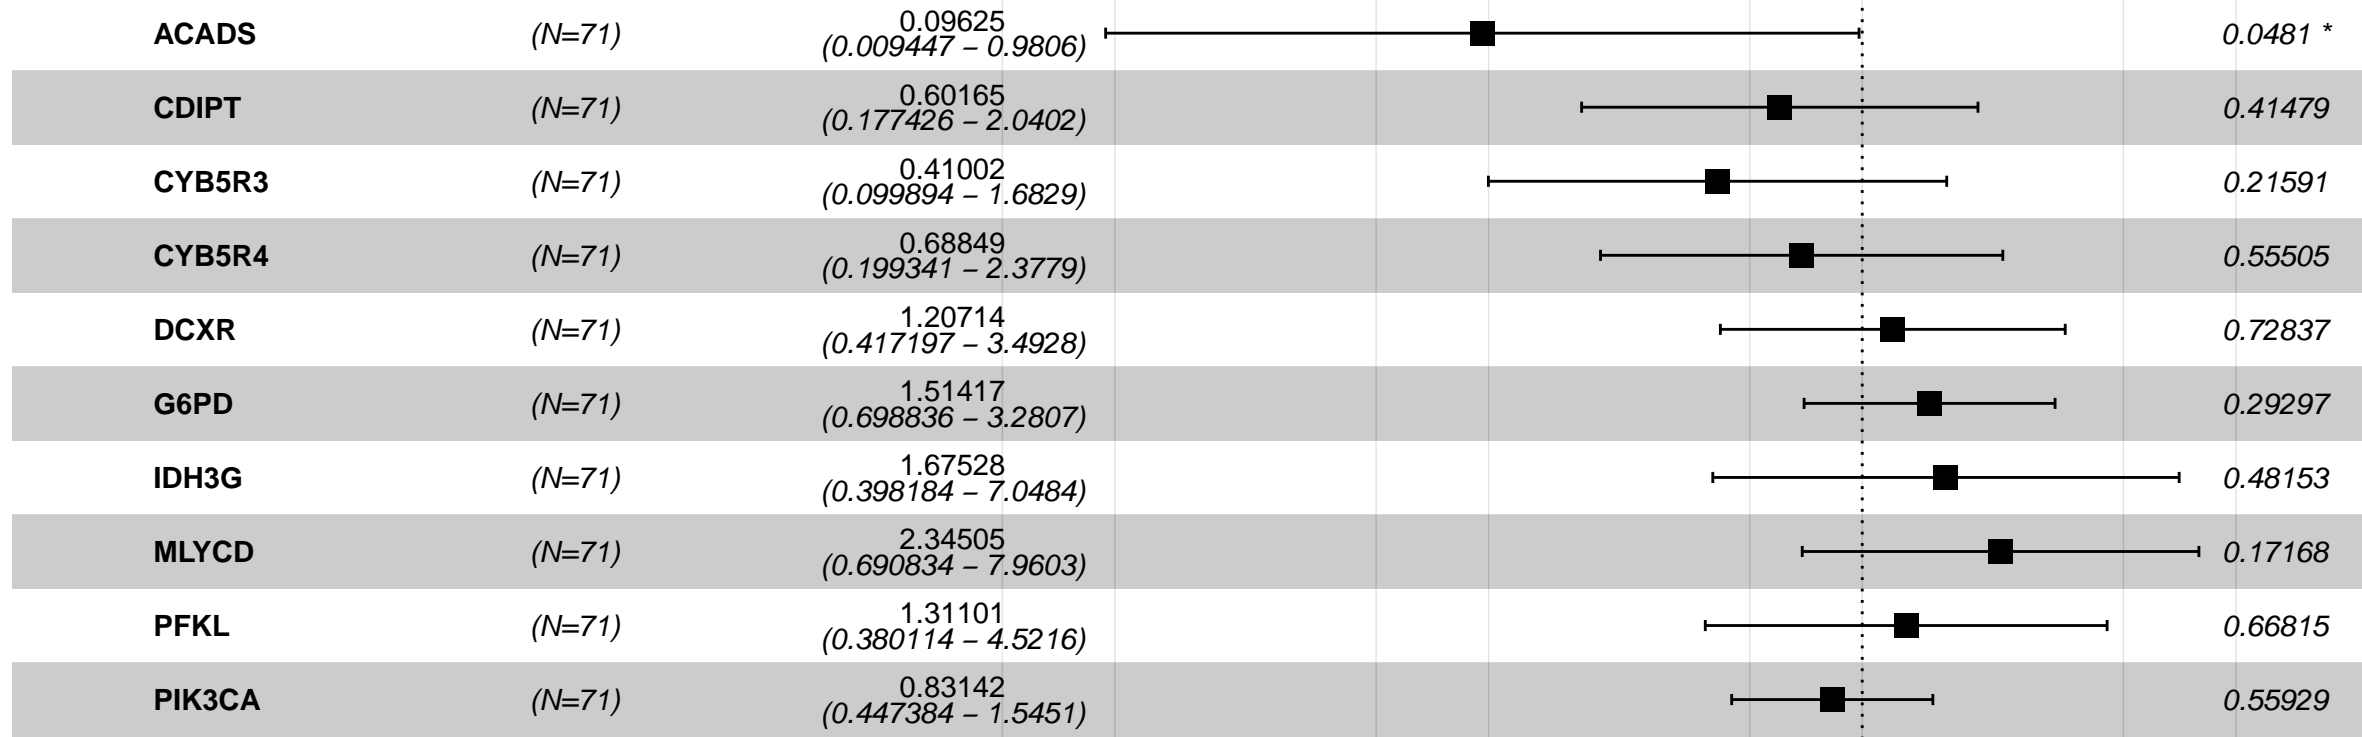 ACADS (N=71) 0.09625 0.0481 *
(0.009447 – 0.9806)
CDIPT (N=71) 0.60165 0.41479
(0.177426 – 2.0402)
CYB5R3 (N=71) 0.41002 0.21591
(0.099894 – 1.6829)
CYB5R4 (N=71) 0.68849 0.55505
(0.199341 – 2.3779)
DCXR (N=71) 1.20714 0.72837
(0.417197 – 3.4928)
G6PD (N=71) 1.51417 0.29297
(0.698836 – 3.2807)
IDH3G (N=71) 1.67528 0.48153
(0.398184 – 7.0484)
MLYCD (N=71) 2.34505 0.17168
(0.690834 – 7.9603)
PFKL (N=71) 1.31101 0.66815
(0.380114 – 4.5216)
PIK3CA (N=71) 0.83142 0.55929
(0.447384 – 1.5451)